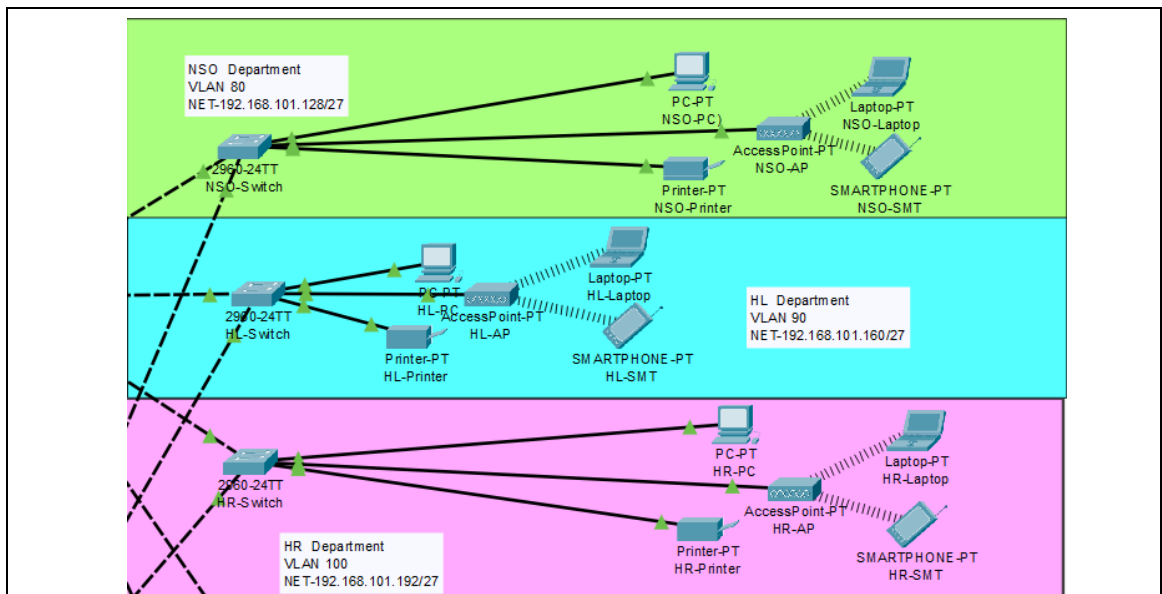 NSO Department
VLAN 80
NET-192.168.101.128/27
PC-PT
NSO-PC)
Laptop-PT
NSO-Laptop
AccessPoint-PT
NSO-AP
2960-24TT
NSO-Switch
Printer-PT
NSO-Printer
SMARTPHONE-PT
NSO-SMT
PC-PT
HL-PC
Laptop-PT
HL-Laptop
AccessPoint-PT
HL-AP
2960-24TT
HL-Switch
HL Department
VLAN 90
NET-192.168.101.160/27
Printer-PT
HL-Printer
SMARTPHONE-PT
HL-SMT
PC-PT
HR-PC
Laptop-PT
HR-Laptop
2960-24TT
HR-Switch
AccessPoint-PT
HR-AP
Printer-PT
HR-Printer
SMARTPHONE-PT
HR-SMT
HR Department
VLAN 100
NET-192.168.101.192/27